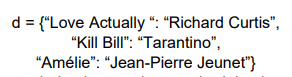 d = {“Love Actually “: “Richard Curtis”,
“Kill Bill”: “Tarantino”,
“Amélie”: “Jean-Pierre Jeunet”}